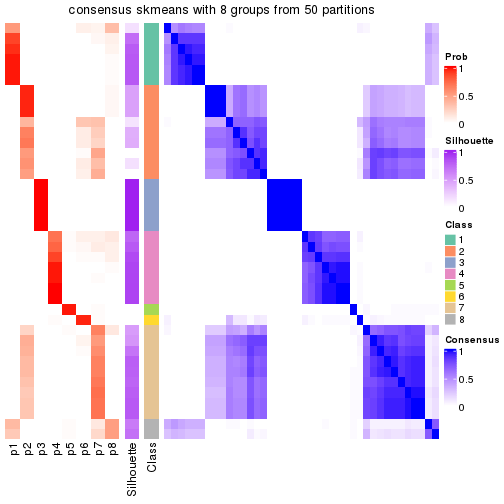 consensus skmeans with 8 groups from 50 partitions
Prob
1
0.5
0
Silhouette
1
0.5
0
Class
1
2
3
4
5
6
7
8
Consensus
1
0.5
0
p1
p2
p3
p4
p5
p6
p7
p8
Silhouette
Class